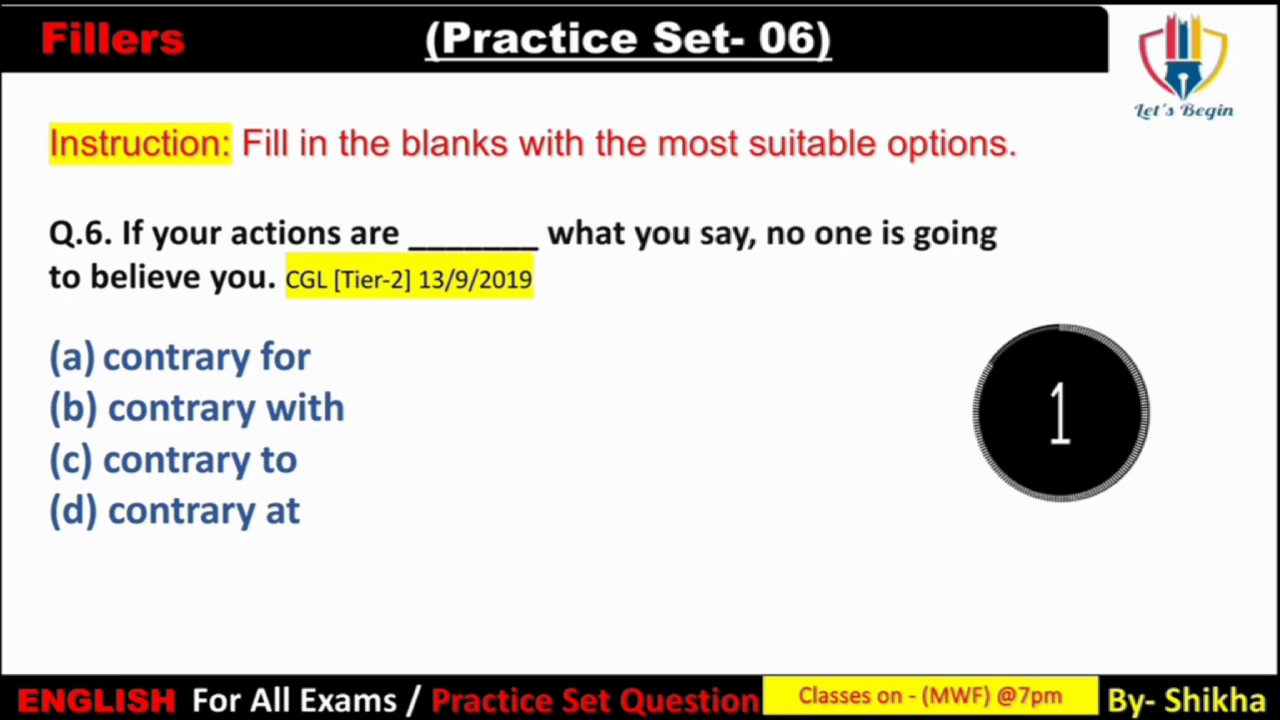 Fillers (Practice Set- 06)
Let's Begin
Instruction: Fill in the blanks with the most suitable options.
Q.6. If your actions are _______ what you say, no one is going
to believe you. CGL [Tier-2] 13/9/2019
(a) contrary for
(b) contrary with
(c) contrary to
(d) contrary at
1
ENGLISH For All Exams / Practice Set Question Classes on - (MWF) @7pm By- Shikha